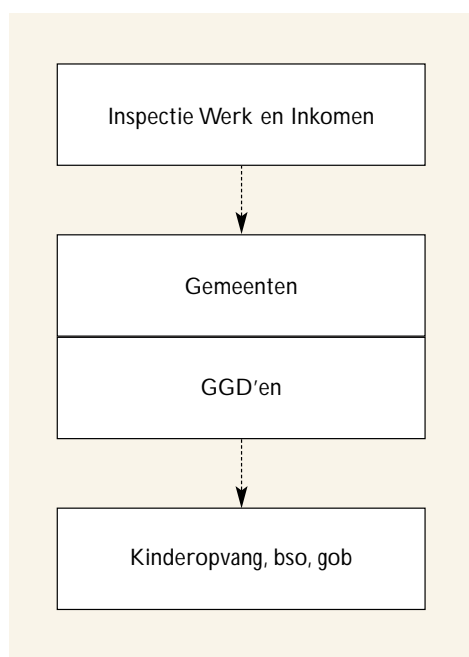 Inspectie Werk en Inkomen
Gemeenten
GGD'en
Kinderopvang, bso, gob